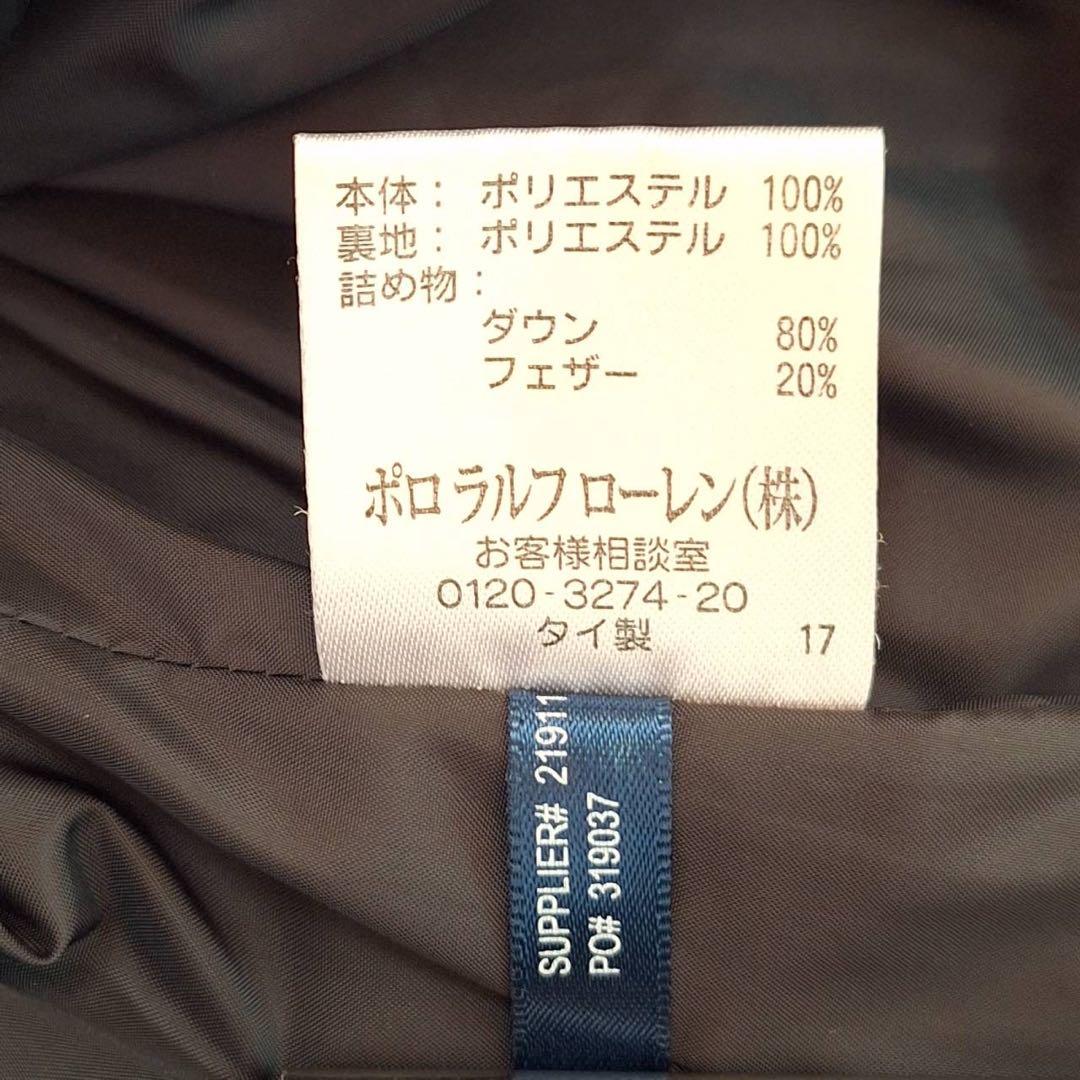 本体： ポリエステル 100%
裏地： ポリエステル 100%
詰め物：
ダウン 80%
フェザー 20%
ポロ ラルフ ローレン(株)
お客様相談室
0120-3274-20
タイ製 17
SUPPLIER# 21911
PO# 319037